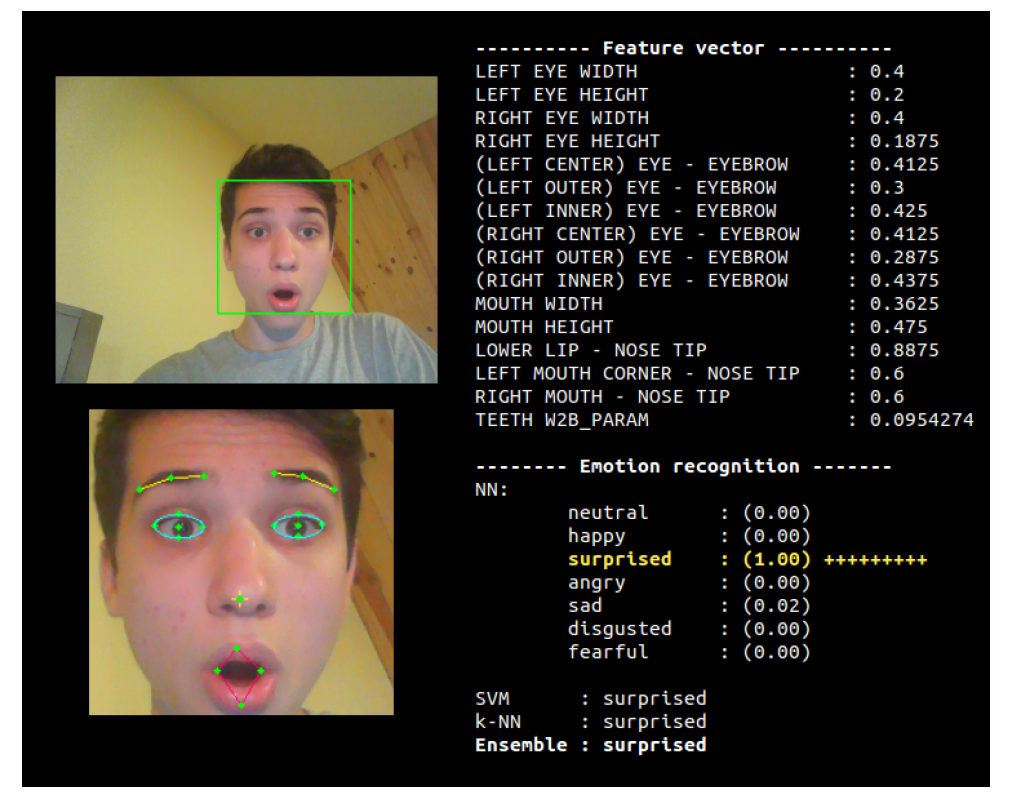 ---------- Feature vector ----------
LEFT EYE WIDTH : 0.4
LEFT EYE HEIGHT : 0.2
RIGHT EYE WIDTH : 0.4
RIGHT EYE HEIGHT : 0.1875
(LEFT CENTER) EYE - EYEBROW : 0.4125
(LEFT OUTER) EYE - EYEBROW : 0.3
(LEFT INNER) EYE - EYEBROW : 0.425
(RIGHT CENTER) EYE - EYEBROW : 0.4125
(RIGHT OUTER) EYE - EYEBROW : 0.2875
(RIGHT INNER) EYE - EYEBROW : 0.4375
MOUTH WIDTH : 0.3625
MOUTH HEIGHT : 0.475
LOWER LIP - NOSE TIP : 0.8875
LEFT MOUTH CORNER - NOSE TIP : 0.6
RIGHT MOUTH - NOSE TIP : 0.6
TEETH W2B_PARAM : 0.0954274
-------- Emotion recognition -------
NN:
neutral : (0.00)
happy : (0.00)
surprised : (1.00) +++++++++
angry : (0.00)
sad : (0.02)
disgusted : (0.00)
fearful : (0.00)
SVM : surprised
k-NN : surprised
Ensemble : surprised